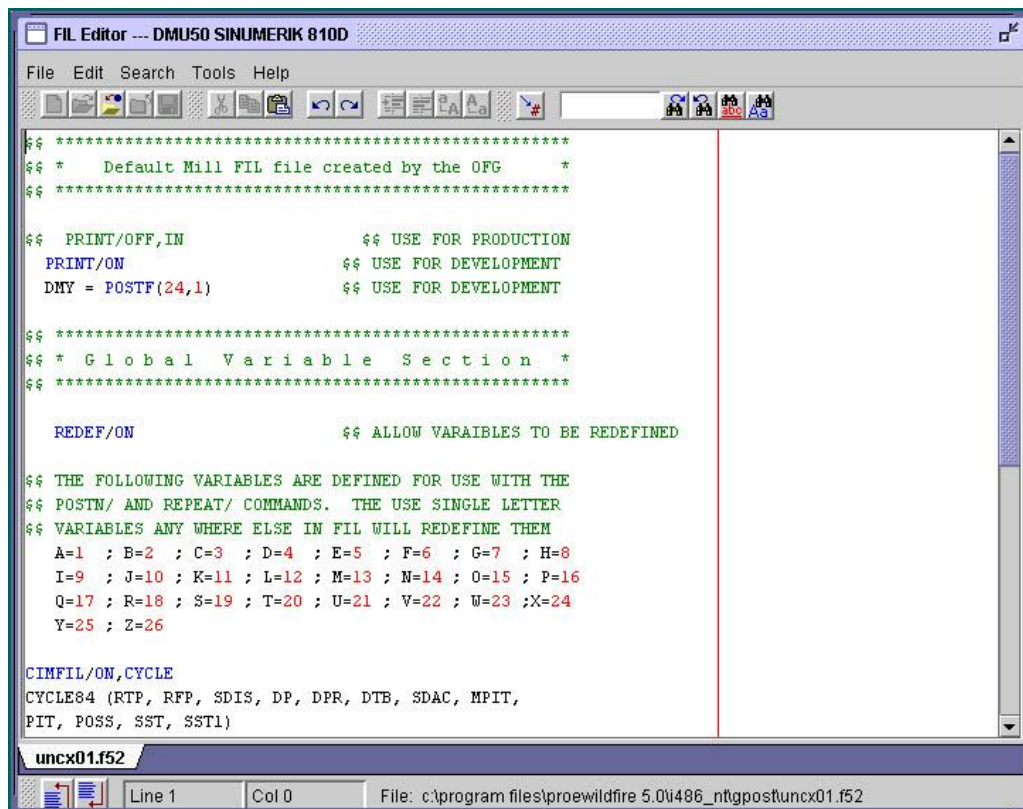 FIL Editor --- DMU50 SINUMERIK 810D
File Edit Search Tools Help
$$ ****************************************************
$$ * Default Mill FIL file created by the OFG *
$$ ****************************************************
$$ PRINT/OFF,IN $$ USE FOR PRODUCTION
PRINT/ON $$ USE FOR DEVELOPMENT
DMY = POSTF(24,1) $$ USE FOR DEVELOPMENT
$$ ****************************************************
$$ * G l o b a l V a r i a b l e S e c t i o n *
$$ ****************************************************
REDEF/ON $$ ALLOW VARAIBLES TO BE REDEFINED
$$ THE FOLLOWING VARIABLES ARE DEFINED FOR USE WITH THE
$$ POSTN/ AND REPEAT/ COMMANDS. THE USE SINGLE LETTER
$$ VARIABLES ANY WHERE ELSE IN FIL WILL REDEFINE THEM
A=1 ; B=2 ; C=3 ; D=4 ; E=5 ; F=6 ; G=7 ; H=8
I=9 ; J=10 ; K=11 ; L=12 ; M=13 ; N=14 ; O=15 ; P=16
Q=17 ; R=18 ; S=19 ; T=20 ; U=21 ; V=22 ; W=23 ;X=24
Y=25 ; Z=26
CIMFIL/ON,CYCLE
CYCLE84 (RTP, RFP, SDIS, DP, DPR, DTB, SDAC, MPIT,
PIT, POSS, SST, SST1)
uncx01.f52
Line 1 Col 0 File: c:\program files\proewildfire 5.0\i486_nt\gpost\uncx01.f52